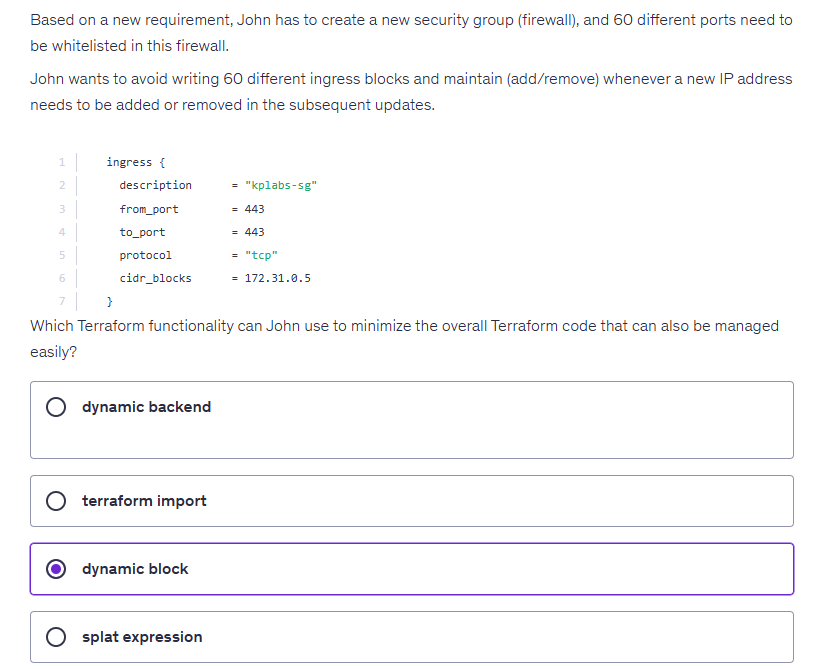 Based on a new requirement, John has to create a new security group (firewall), and 60 different ports need to
be whitelisted in this firewall.
John wants to avoid writing 60 different ingress blocks and maintain (add/remove) whenever a new IP address
needs to be added or removed in the subsequent updates.
1 ingress {
2 description = "kplabs-sg"
3 from_port = 443
4 to_port = 443
5 protocol = "tcp"
6 cidr_blocks = 172.31.0.5
7 }
Which Terraform functionality can John use to minimize the overall Terraform code that can also be managed
easily?
dynamic backend
terraform import
dynamic block
splat expression